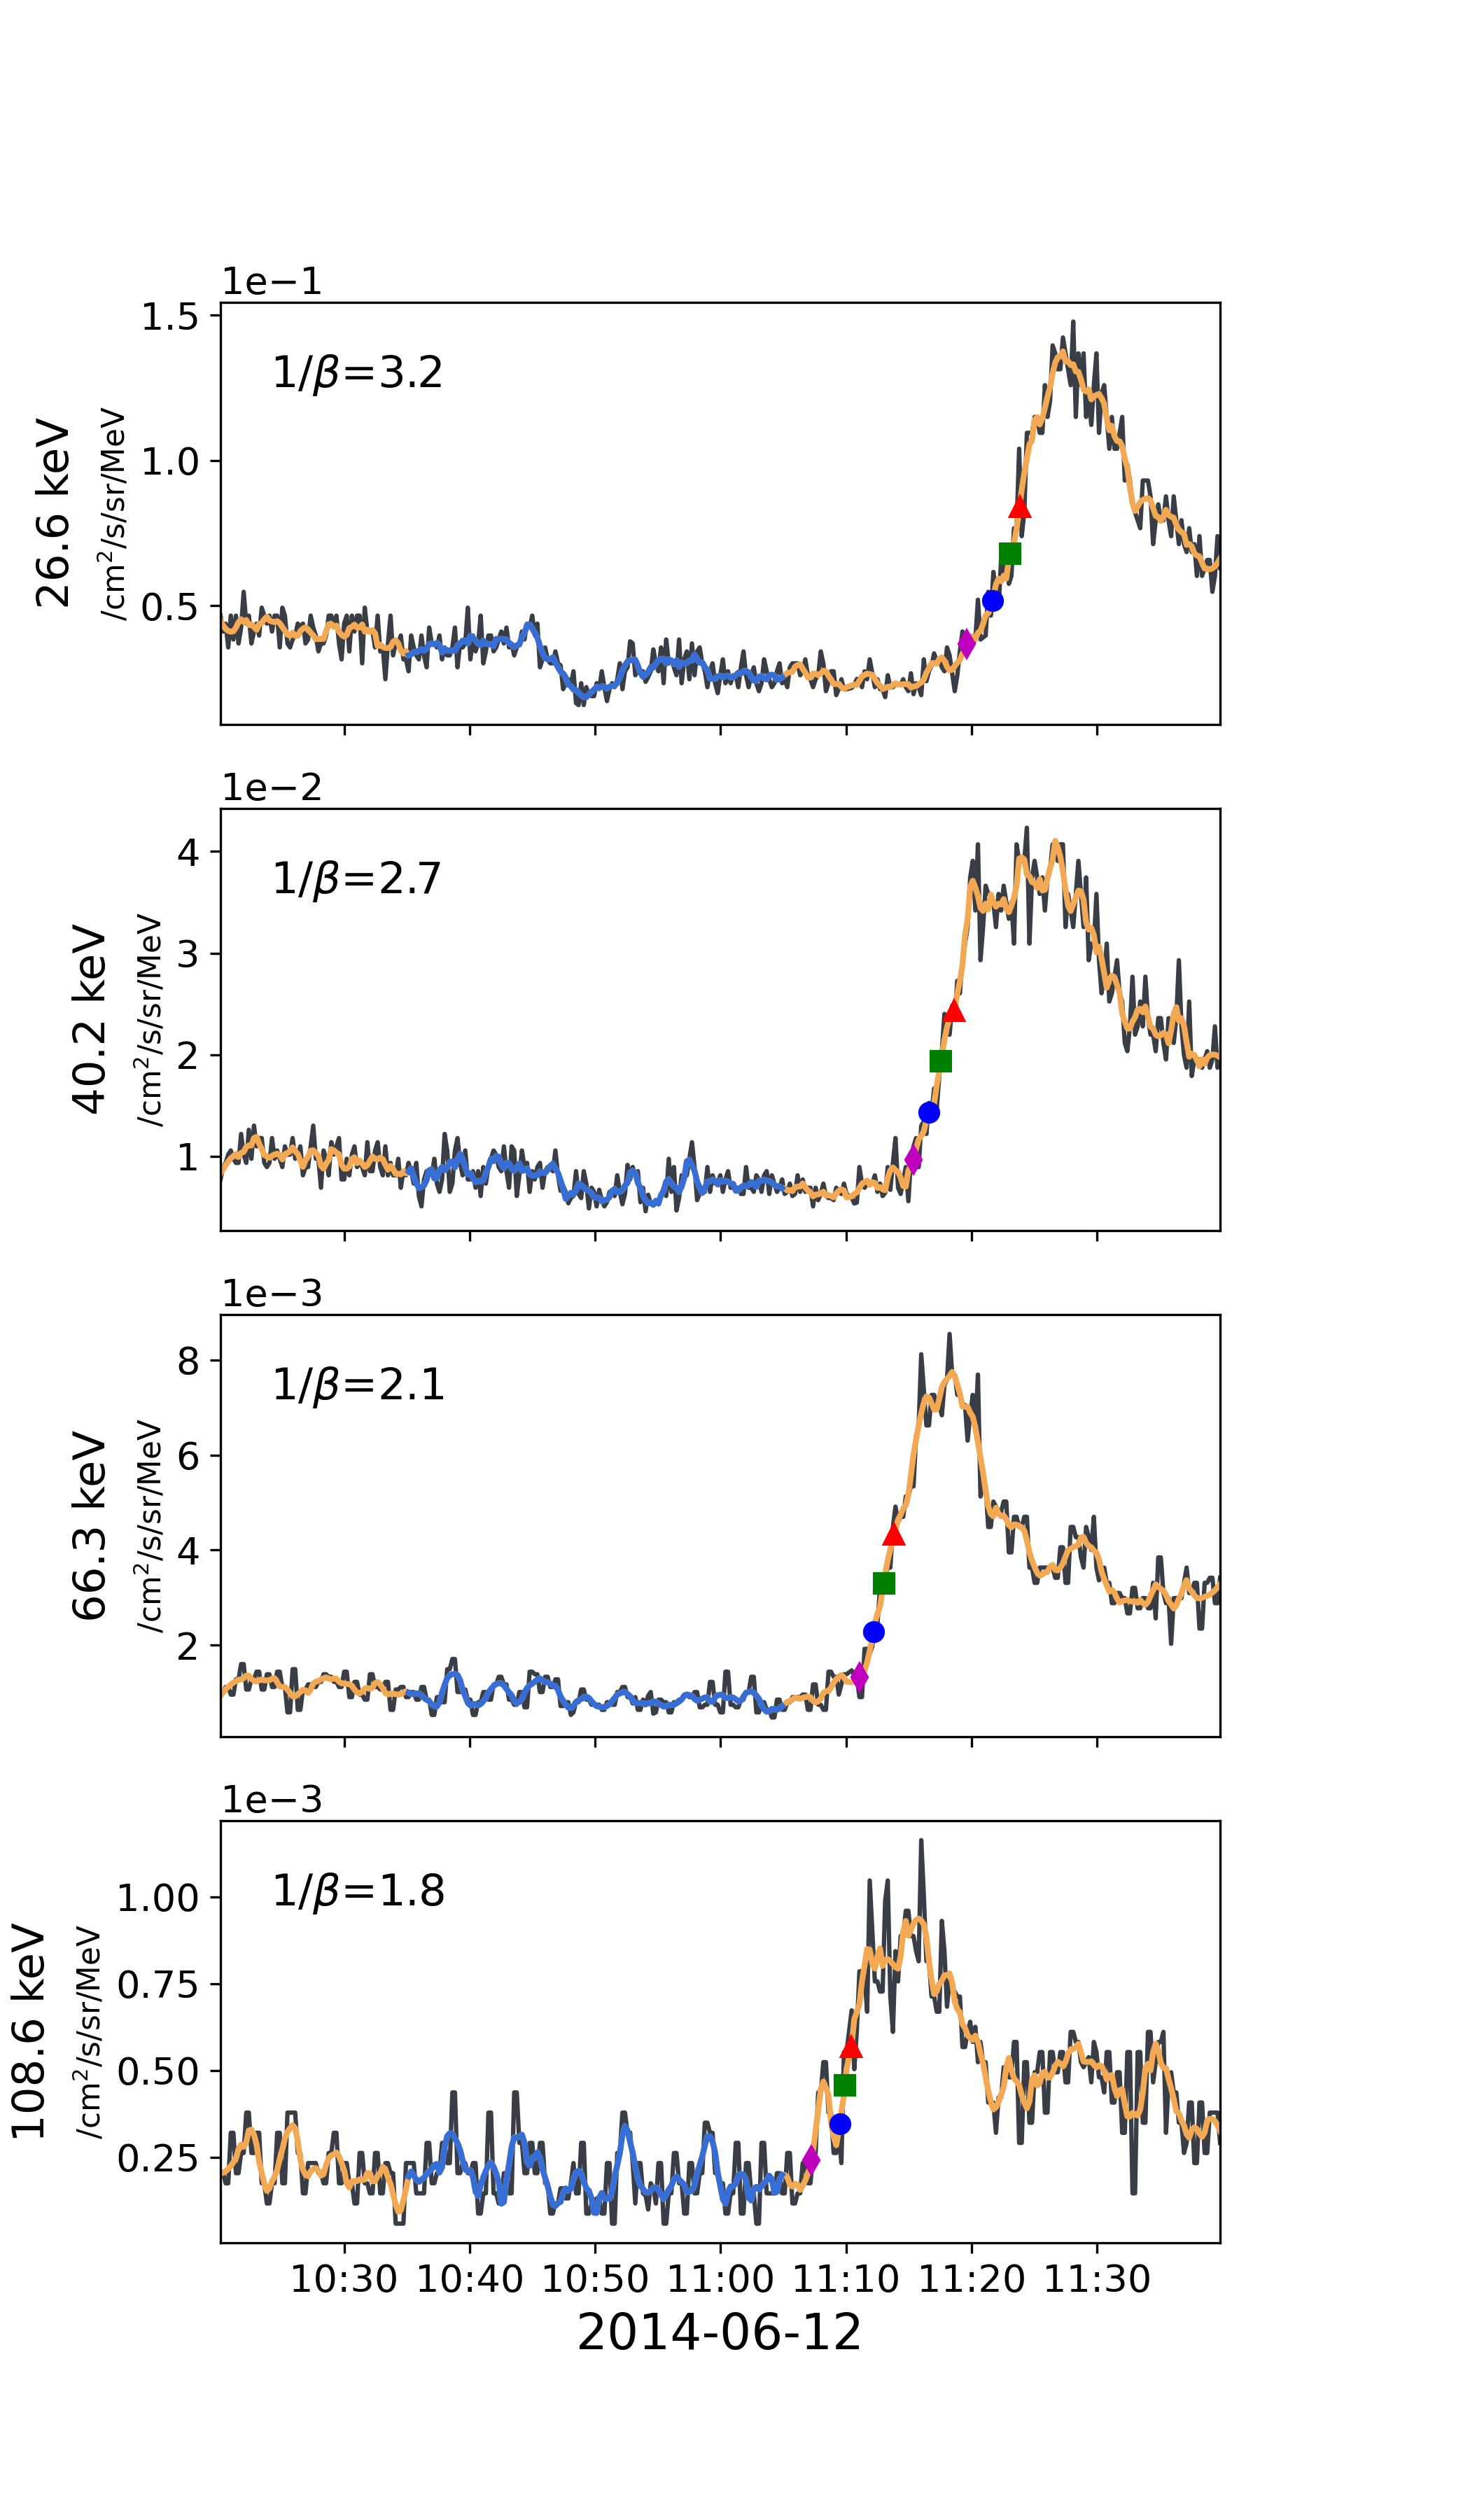 1e−1
1/β=3.2
26.6 keV
/cm²/s/sr/MeV
1.5
1.0
0.5
1e−2
1/β=2.7
40.2 keV
/cm²/s/sr/MeV
4
3
2
1
1e−3
1/β=2.1
66.3 keV
/cm²/s/sr/MeV
8
6
4
2
1e−3
1/β=1.8
108.6 keV
/cm²/s/sr/MeV
1.00
0.75
0.50
0.25
10:30 10:40 10:50 11:00 11:10 11:20 11:30
2014-06-12